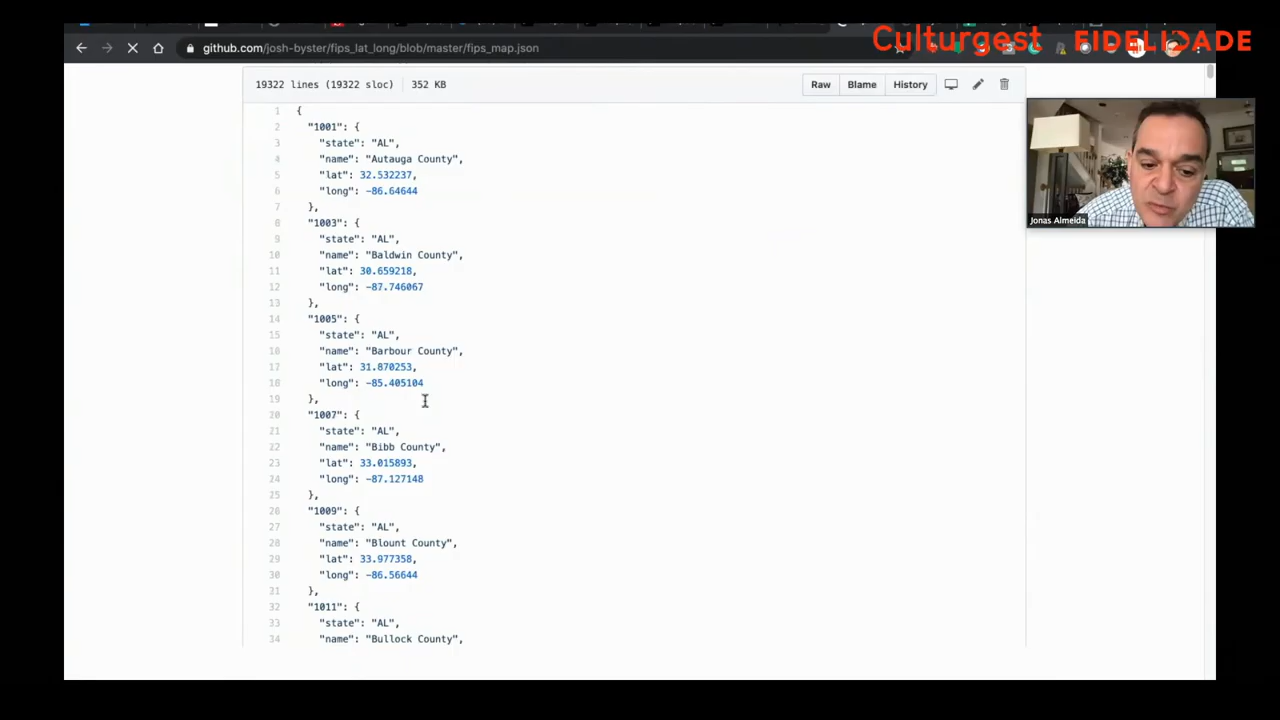 github.com/josh-byster/fips_lat_long/blob/master/fips_map.json
Culturgest FIDELIDADE
19322 lines (19322 sloc) 352 KB
Raw Blame History
1 {
2 "1001": {
3 "state": "AL",
4 "name": "Autauga County",
5 "lat": 32.532237,
6 "long": -86.64644
7 },
8 "1003": {
9 "state": "AL",
10 "name": "Baldwin County",
11 "lat": 30.659218,
12 "long": -87.746067
13 },
14 "1005": {
15 "state": "AL",
16 "name": "Barbour County",
17 "lat": 31.870253,
18 "long": -85.405104
19 },
20 "1007": {
21 "state": "AL",
22 "name": "Bibb County",
23 "lat": 33.015893,
24 "long": -87.127148
25 },
26 "1009": {
27 "state": "AL",
28 "name": "Blount County",
29 "lat": 33.977358,
30 "long": -86.56644
31 },
32 "1011": {
33 "state": "AL",
34 "name": "Bullock County",
Jonas Almeida